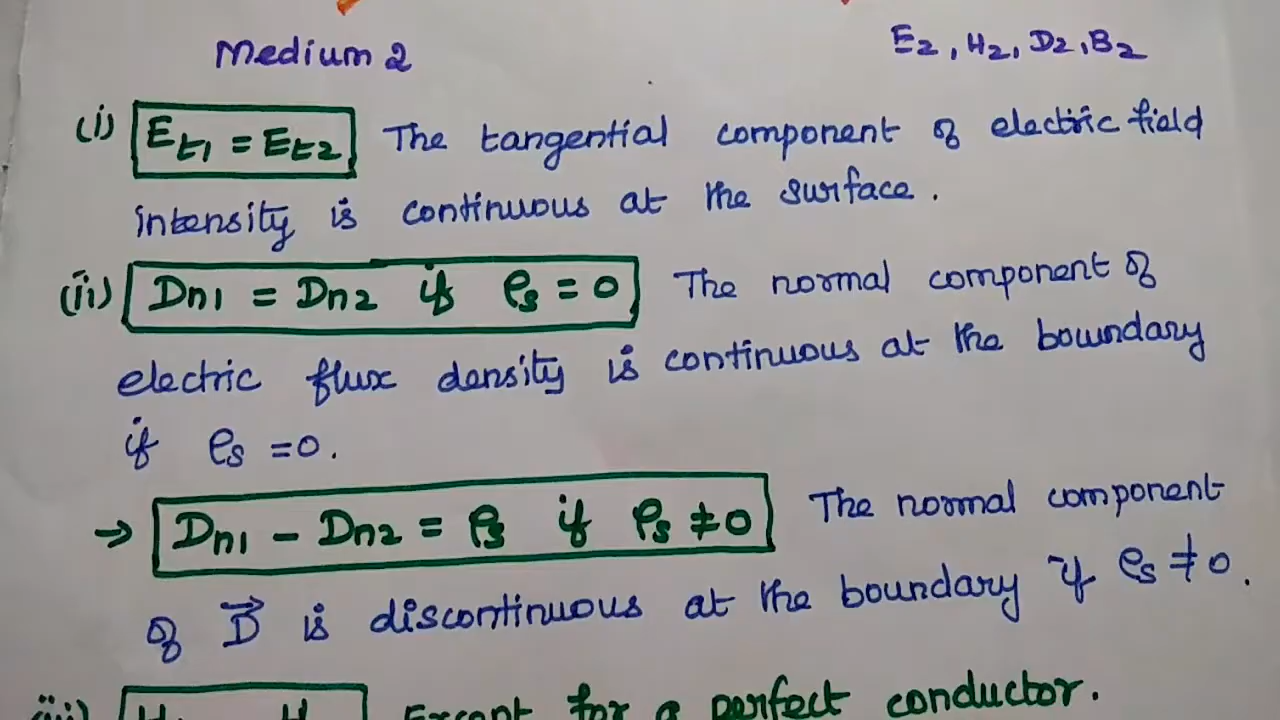 Medium 2 E2, H2, D2, B2
(i) Et1 = Et2 The tangential component of electric field
intensity is continuous at the surface.
(ii) Dn1 = Dn2 if ρs = 0 The normal component of
electric flux density is continuous at the boundary
if ρs = 0.
→ Dn1 - Dn2 = ρs if ρs ≠ 0 The normal component
of D⃗ is discontinuous at the boundary if ρs ≠ 0.
(iii) Except for a perfect conductor.